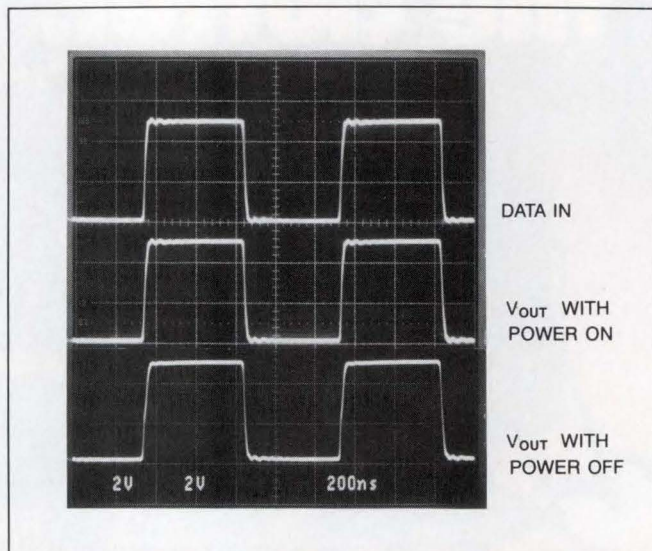 DATA IN
VOUT WITH
POWER ON
VOUT WITH
POWER OFF
2V 2V 200ns